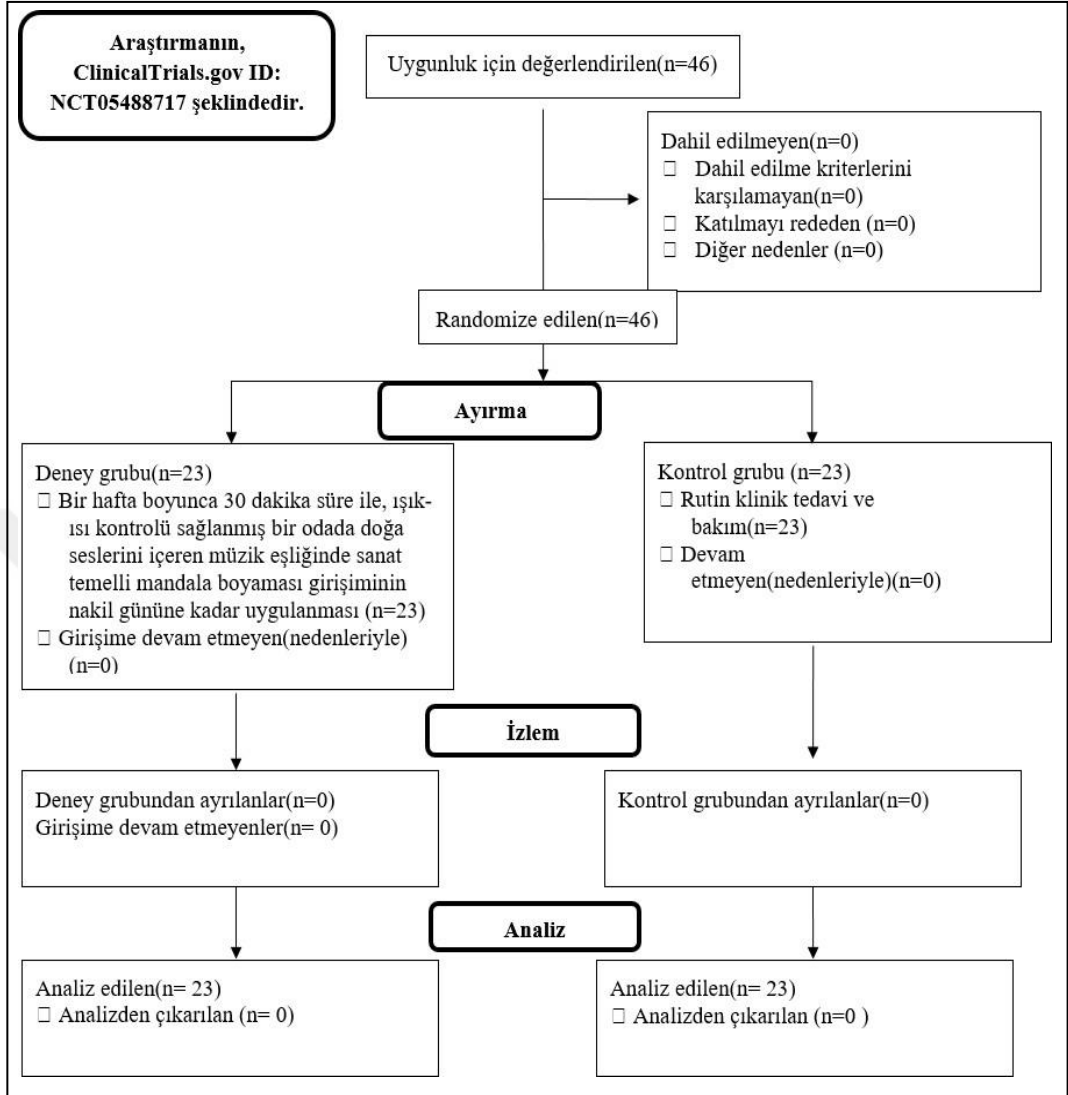 Araştırmanın,
ClinicalTrials.gov ID:
NCT05488717 şeklindedir.
Uygunluk için değerlendirilen(n=46)
Dahil edilmeyen(n=0)
□ Dahil edilme kriterlerini
karşılamayan(n=0)
□ Katılmayı rededen (n=0)
□ Diğer nedenler (n=0)
Randomize edilen(n=46)
Ayırma
Deney grubu(n=23)
□ Bir hafta boyunca 30 dakika süre ile, ışık-
ısı kontrolü sağlanmış bir odada doğa
seslerini içeren müzik eşliğinde sanat
temelli mandala boyaması girişiminin
nakil gününe kadar uygulanması (n=23)
□ Girişime devam etmeyen(nedenleriyle)
(n=0)
Kontrol grubu (n=23)
□ Rutin klinik tedavi ve
bakım(n=23)
□ Devam
etmeyen(nedenleriyle)(n=0)
İzlem
Deney grubundan ayrılanlar(n=0)
Girişime devam etmeyenler(n= 0)
Kontrol grubundan ayrılanlar(n=0)
Analiz
Analiz edilen(n= 23)
□ Analizden çıkarılan (n= 0)
Analiz edilen(n= 23)
□ Analizden çıkarılan (n=0 )